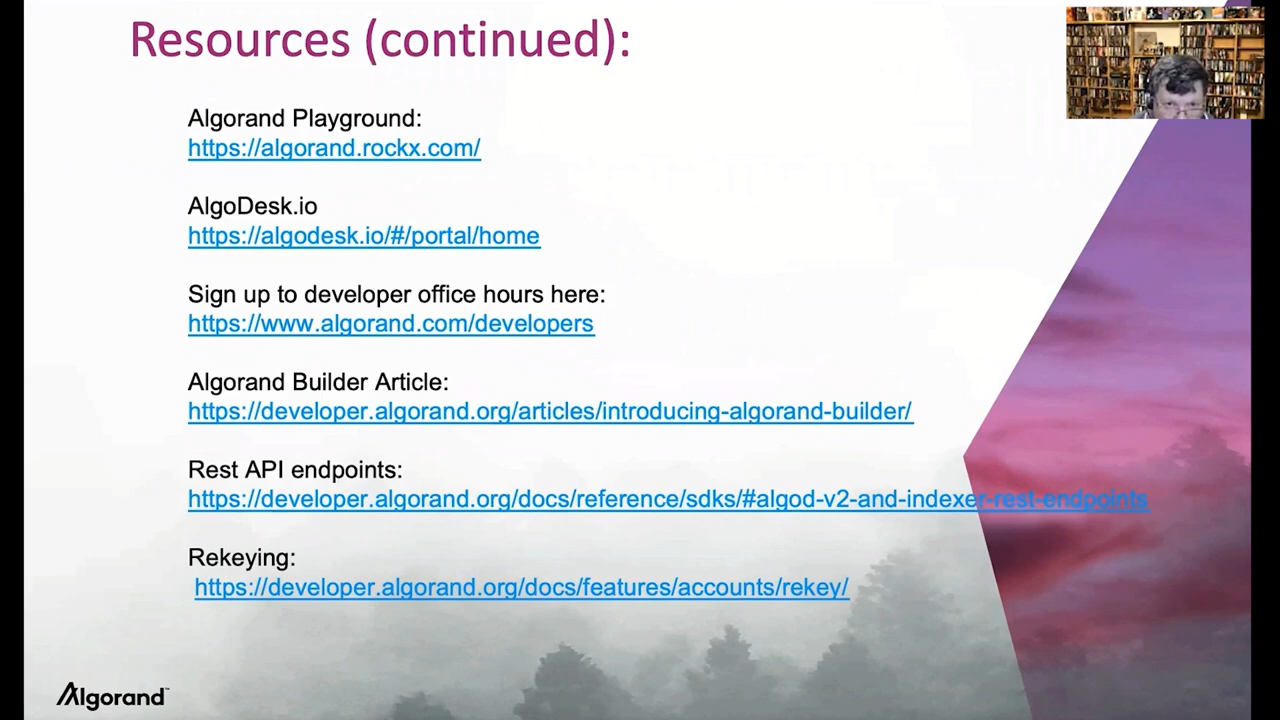 Resources (continued):
Algorand Playground:
https://algorand.rockx.com/
AlgoDesk.io
https://algodesk.io/#/portal/home
Sign up to developer office hours here:
https://www.algorand.com/developers
Algorand Builder Article:
https://developer.algorand.org/articles/introducing-algorand-builder/
Rest API endpoints:
https://developer.algorand.org/docs/reference/sdks/#algod-v2-and-indexer-rest-endpoints
Rekeying:
https://developer.algorand.org/docs/features/accounts/rekey/
Algorand